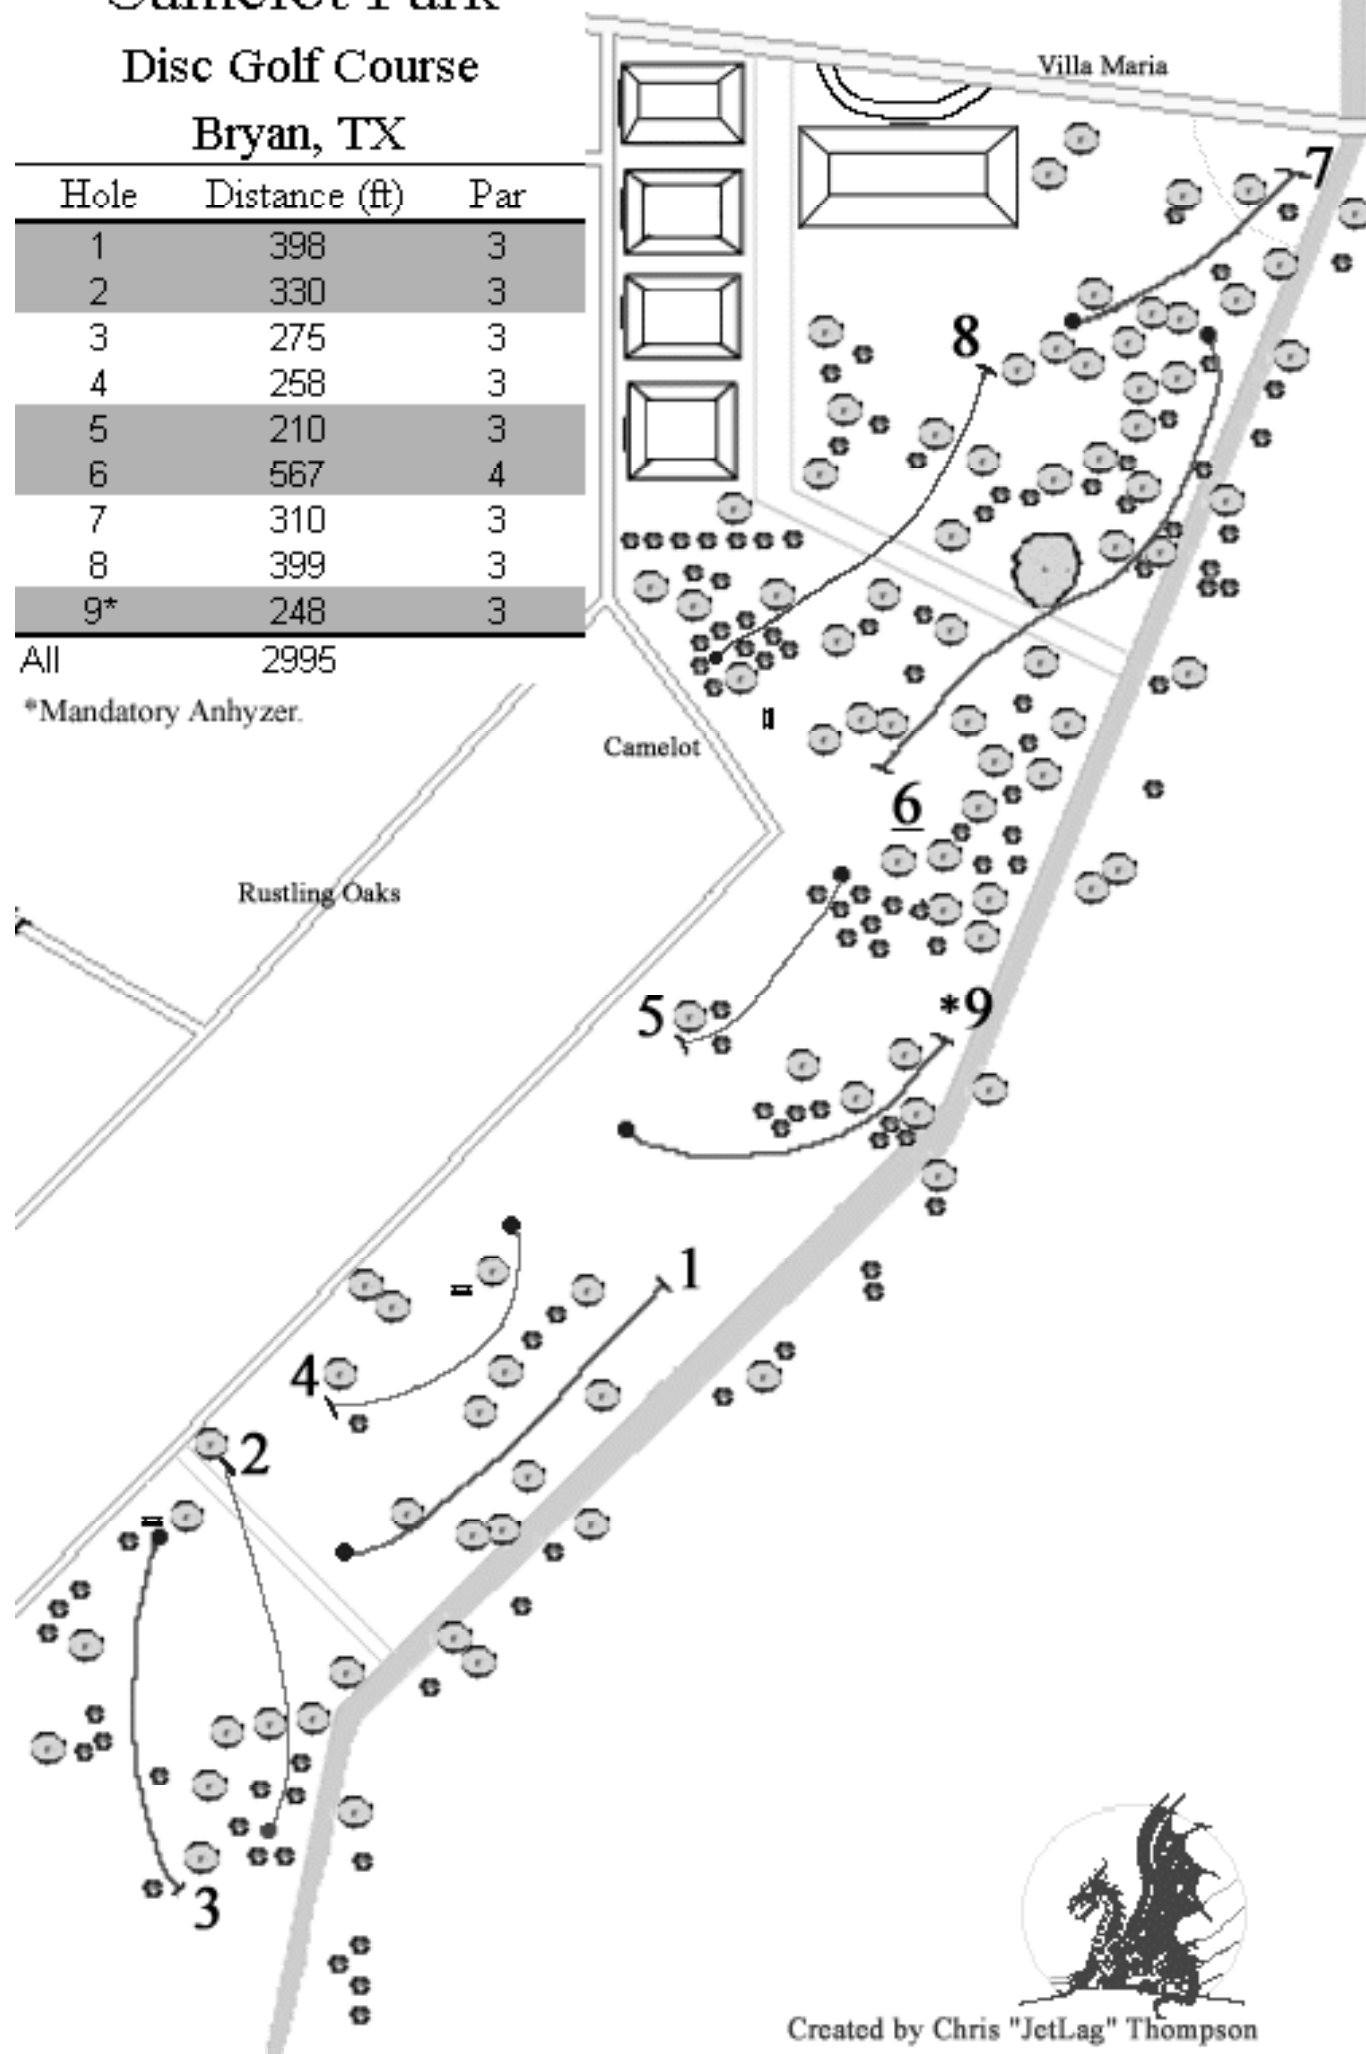 Camelot Park
Disc Golf Course
Bryan, TX
Hole Distance (ft) Par
1 398 3
2 330 3
3 275 3
4 258 3
5 210 3
6 567 4
7 310 3
8 399 3
9* 248 3
All 2995
*Mandatory Anhyzer.
Villa Maria
7
8
Camelot
6
Rustling Oaks
5
*9
1
4
2
3
Created by Chris "JetLag" Thompson